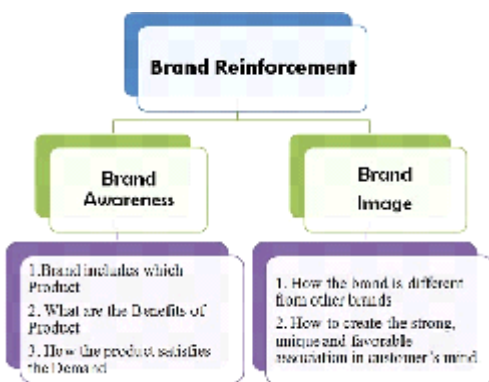 Brand Reinforcement
Brand
Awareness
Brand
Image
1.Brand includes which
Product
2. What are the Benefits of
Product
3. How the product satisfies
the Demand
1. How the brand is different
from other brands
2. How to create the strong,
unique and favorable
association in customer's mind